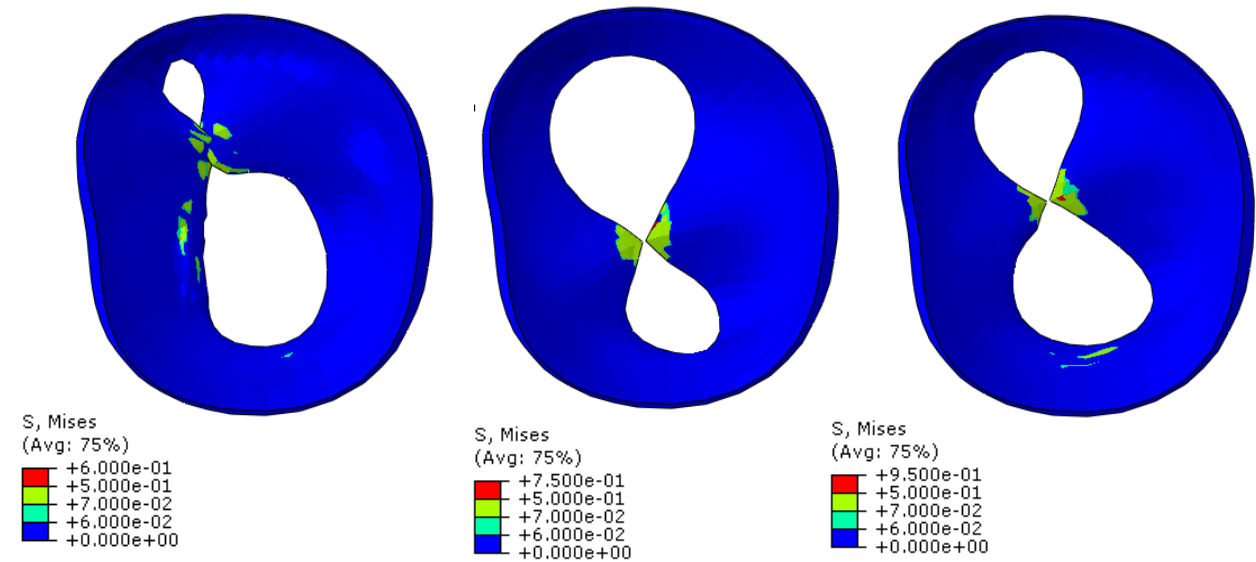 S, Mises
(Avg: 75%)
+6.000e-01
+5.000e-01
+7.000e-02
+6.000e-02
+0.000e+00
S, Mises
(Avg: 75%)
+7.500e-01
+5.000e-01
+7.000e-02
+6.000e-02
+0.000e+00
S, Mises
(Avg: 75%)
+9.500e-01
+5.000e-01
+7.000e-02
+6.000e-02
+0.000e+00